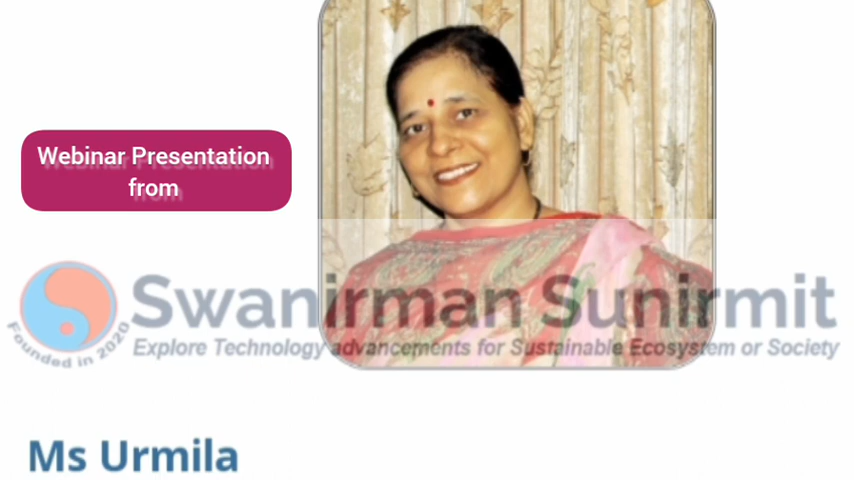 Webinar Presentation
from
Swanirman Sunirmit
Founded in 2020
Explore Technology advancements for Sustainable Ecosystem or Society
Ms Urmila